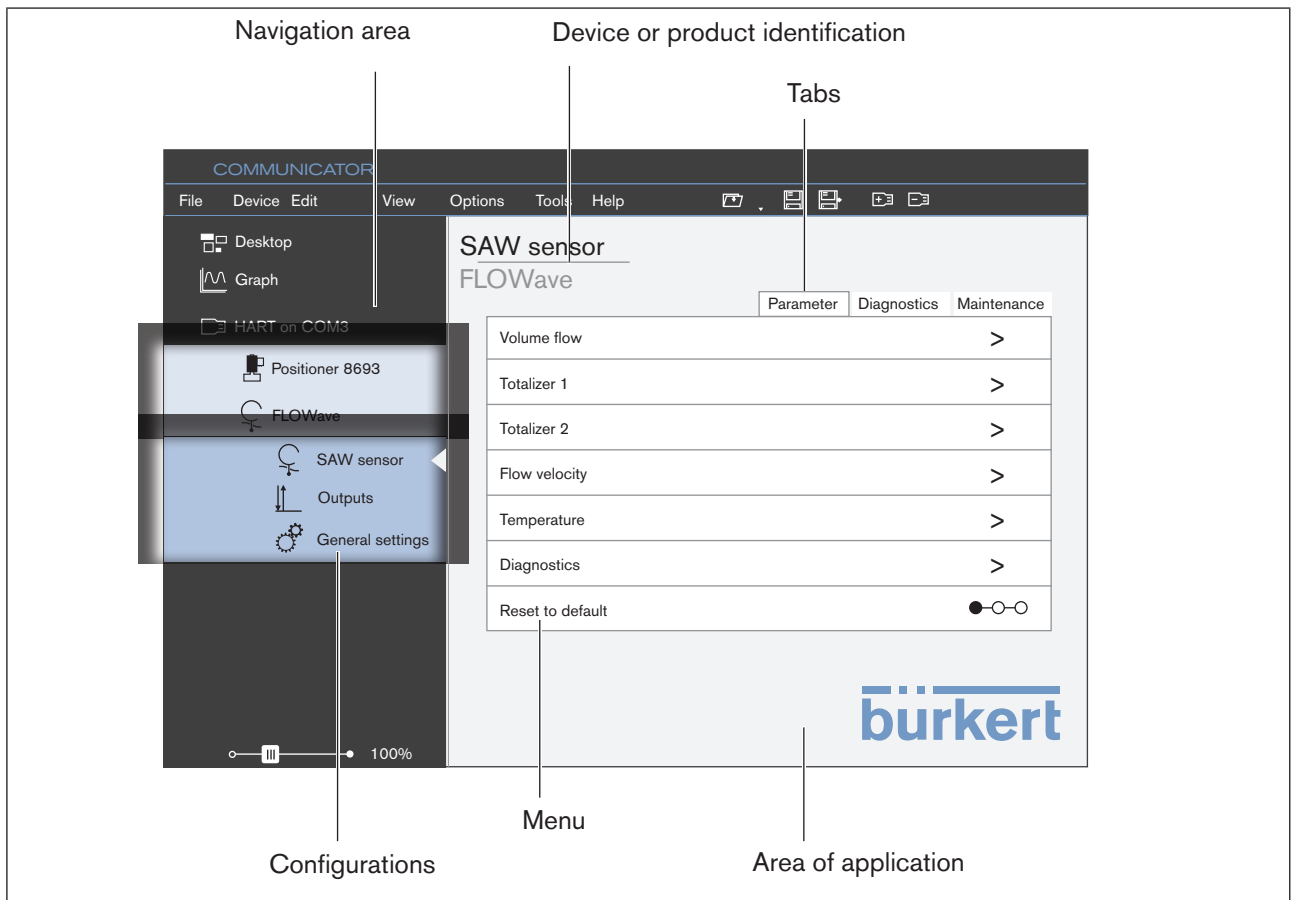 Navigation area
Device or product identification
Tabs
COMMUNICATOR
File Device Edit View Options Tools Help
Desktop
Graph
HART on COM3
Positioner 8693
FLOWave
SAW sensor
Outputs
General settings
100%
SAW sensor
FLOWave
Parameter Diagnostics Maintenance
Volume flow >
Totalizer 1 >
Totalizer 2 >
Flow velocity >
Temperature >
Diagnostics >
Reset to default
burkert
Menu
Configurations
Area of application